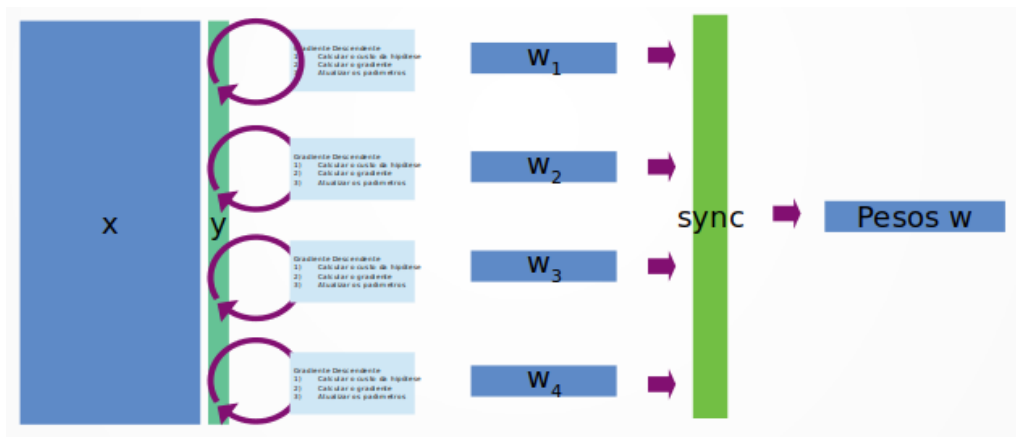 x
y
Gradiente Descendente
1) Calcular o custo da hipótese
2) Calcular o gradiente
3) Atualizar os parâmetros
w1
Gradiente Descendente
1) Calcular o custo da hipótese
2) Calcular o gradiente
3) Atualizar os parâmetros
w2
Gradiente Descendente
1) Calcular o custo da hipótese
2) Calcular o gradiente
3) Atualizar os parâmetros
w3
Gradiente Descendente
1) Calcular o custo da hipótese
2) Calcular o gradiente
3) Atualizar os parâmetros
w4
sync
Pesos w